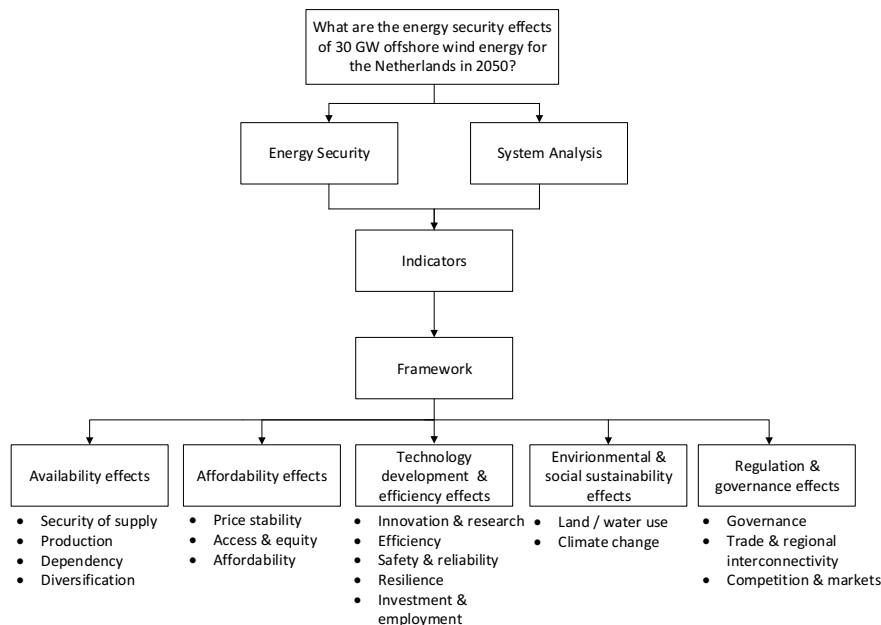 What are the energy security effects
of 30 GW offshore wind energy for
the Netherlands in 2050?
Energy Security
System Analysis
Indicators
Framework
Availability effects
• Security of supply
• Production
• Dependency
• Diversification
Affordability effects
• Price stability
• Access & equity
• Affordability
Technology
development &
efficiency effects
• Innovation & research
• Efficiency
• Safety & reliability
• Resilience
• Investment &
employment
Envirionmental &
social sustainability
effects
• Land / water use
• Climate change
Regulation &
governance effects
• Governance
• Trade & regional
interconnectivity
• Competition & markets